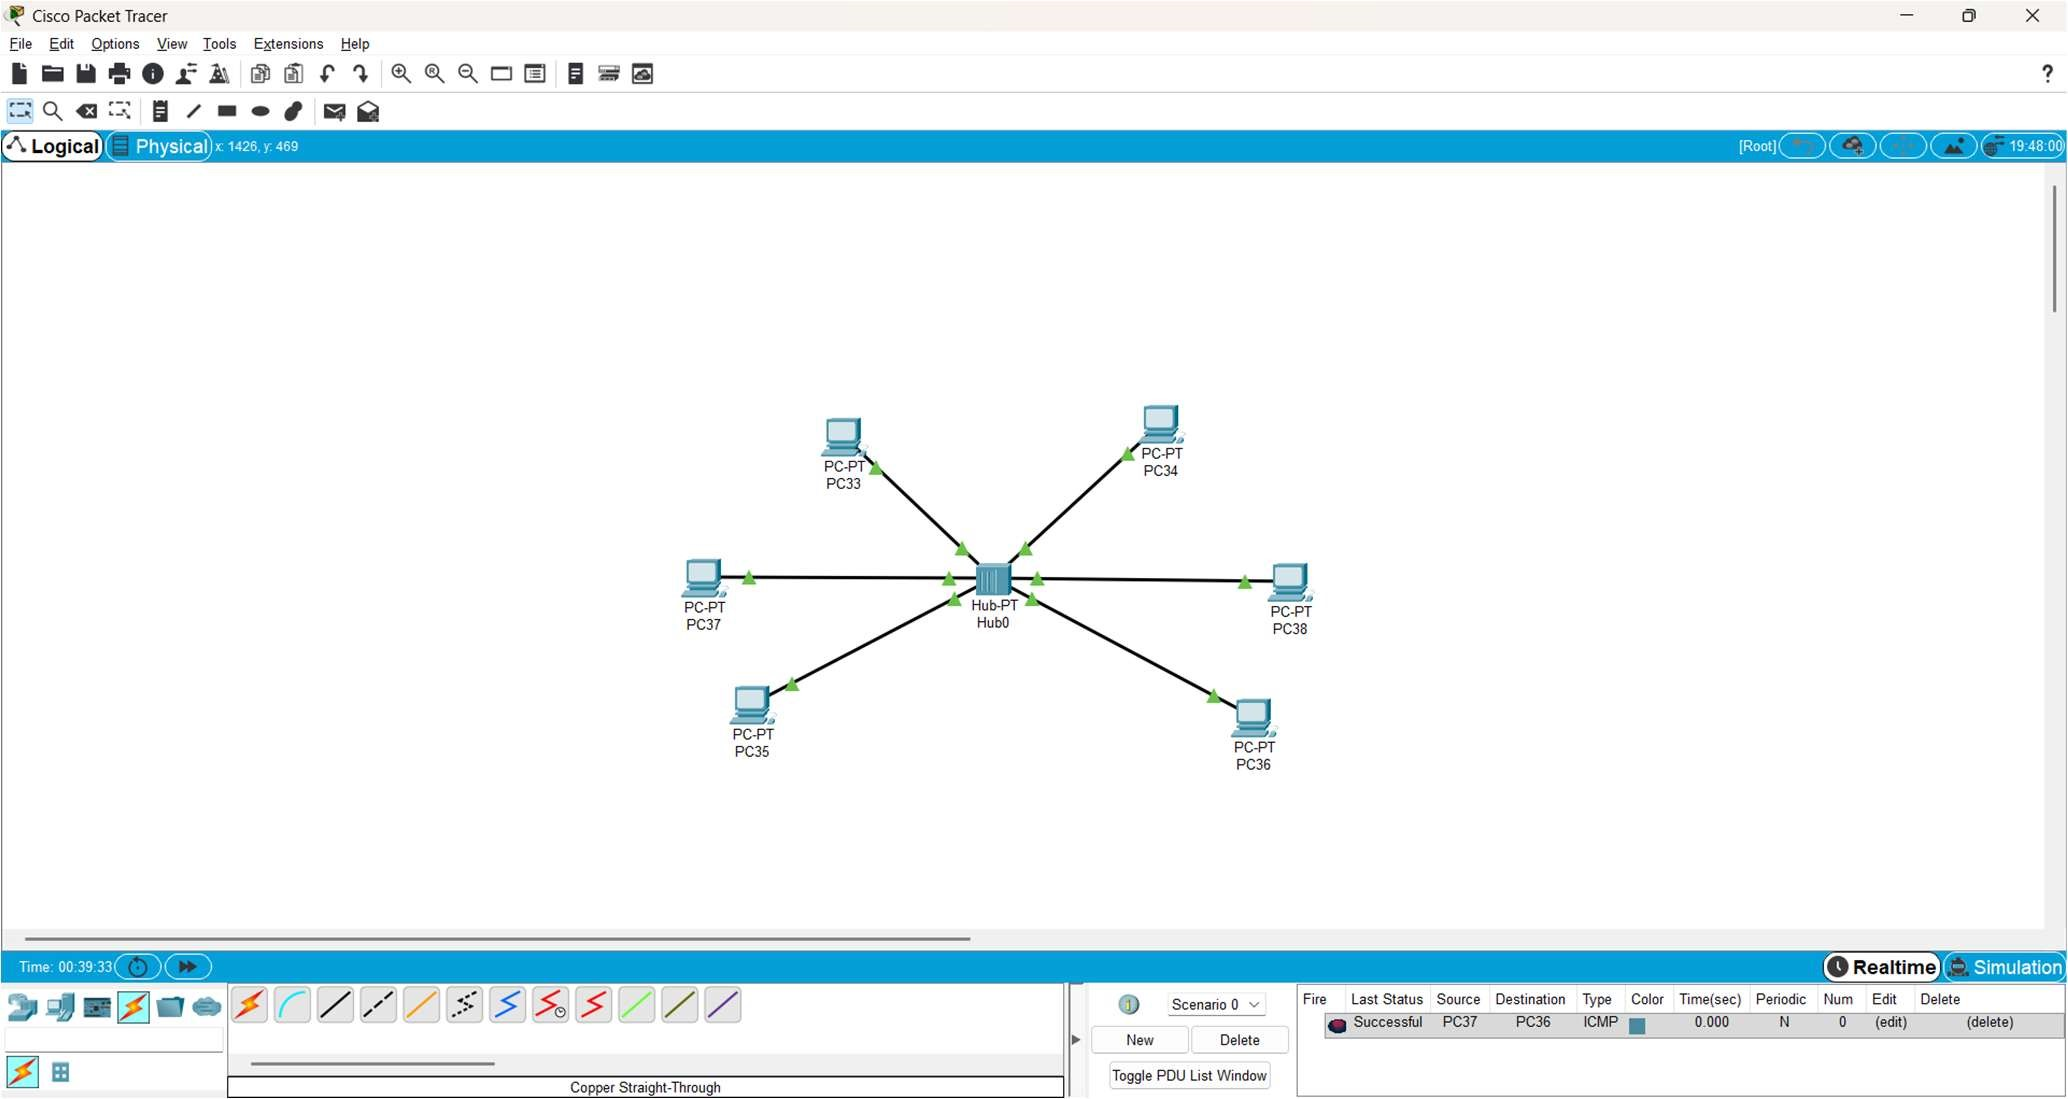 Cisco Packet Tracer
File Edit Options View Tools Extensions Help
?
Logical Physical x: 1426, y: 469 [Root] 19:48:00
PC-PT
PC33
PC-PT
PC34
PC-PT
PC37
Hub-PT
Hub0
PC-PT
PC38
PC-PT
PC35
PC-PT
PC36
Time: 00:39:33 Realtime Simulation
Scenario 0
New Delete
Toggle PDU List Window
Copper Straight-Through
Fire Last Status Source Destination Type Color Time(sec) Periodic Num Edit Delete
Successful PC37 PC36 ICMP 0.000 N 0 (edit) (delete)